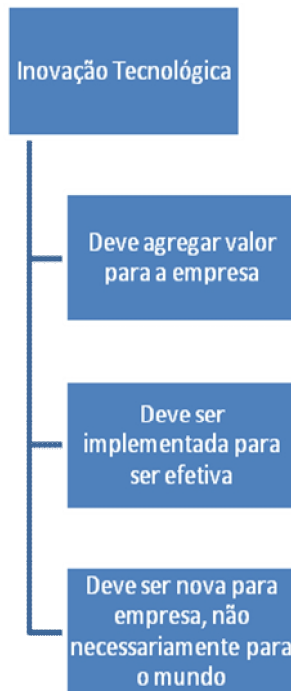 Inovação Tecnológica
Deve agregar valor
para a empresa
Deve ser
implementada para
ser efetiva
Deve ser nova para
empresa, não
necessariamente para
o mundo